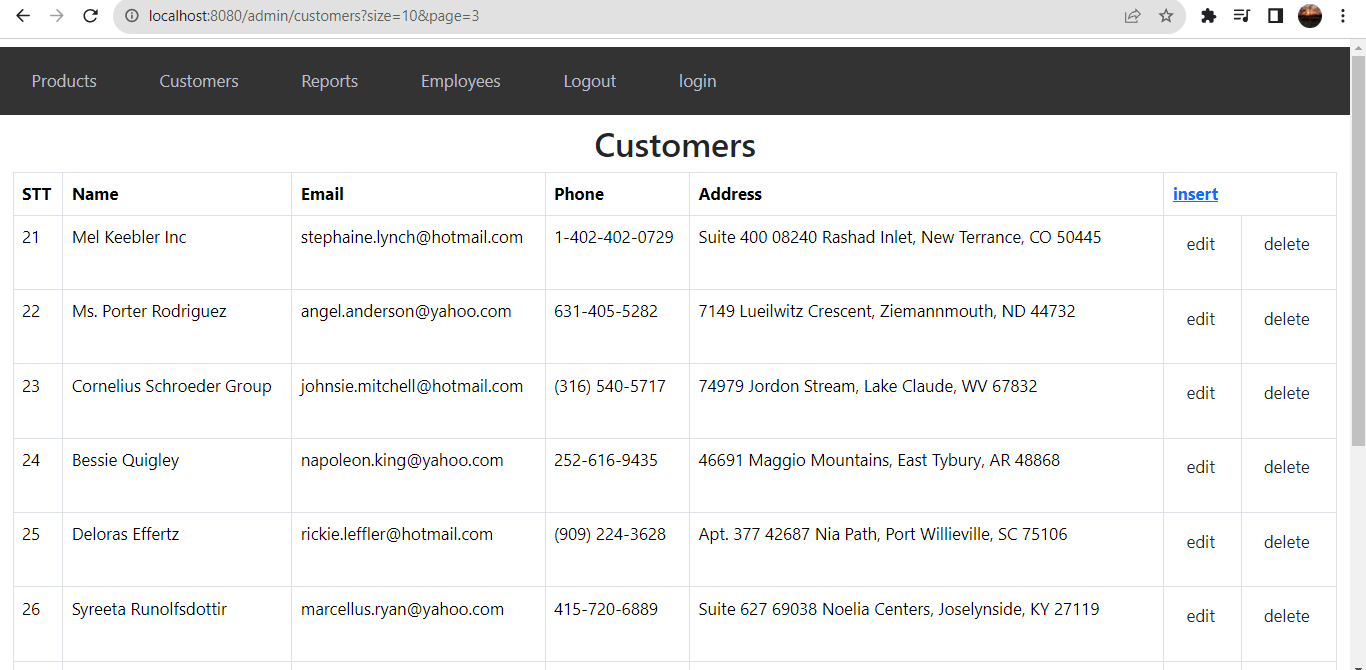 localhost:8080/admin/customers?size=10&page=3
Products Customers Reports Employees Logout login
Customers
STT Name Email Phone Address insert
21 Mel Keebler Inc stephaine.lynch@hotmail.com 1-402-402-0729 Suite 400 08240 Rashad Inlet, New Terrance, CO 50445 edit delete
22 Ms. Porter Rodriguez angel.anderson@yahoo.com 631-405-5282 7149 Lueilwitz Crescent, Ziemannmouth, ND 44732 edit delete
23 Cornelius Schroeder Group johnsie.mitchell@hotmail.com (316) 540-5717 74979 Jordon Stream, Lake Claude, WV 67832 edit delete
24 Bessie Quigley napoleon.king@yahoo.com 252-616-9435 46691 Maggio Mountains, East Tybury, AR 48868 edit delete
25 Deloras Effertz rickie.leffler@hotmail.com (909) 224-3628 Apt. 377 42687 Nia Path, Port Willieville, SC 75106 edit delete
26 Syreeta Runolfsdottir marcellus.ryan@yahoo.com 415-720-6889 Suite 627 69038 Noelia Centers, Joselynside, KY 27119 edit delete